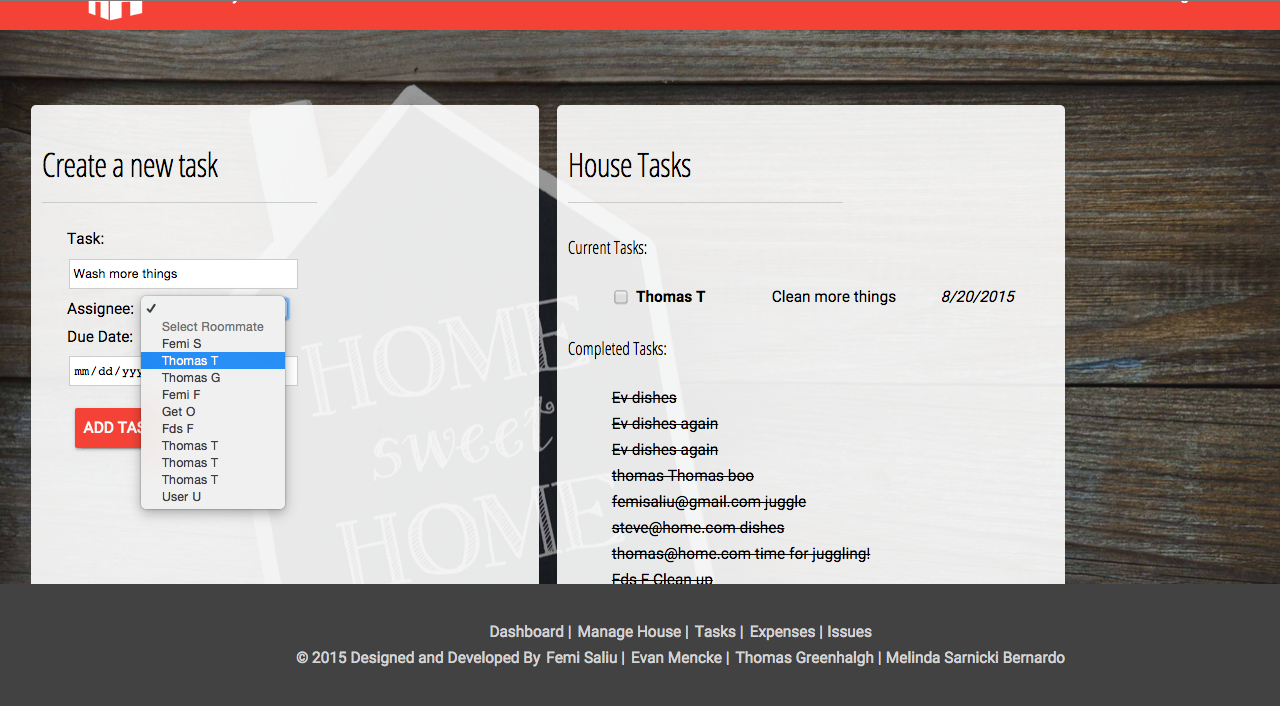 Create a new task
Task:
Wash more things
Assignee:
✓
Select Roommate
Femi S
Thomas T
Thomas G
Femi F
Get O
Fds F
Thomas T
Thomas T
Thomas T
User U
Due Date:
mm/dd/yyy
ADD TAS
HOME
sweet
HOME
House Tasks
Current Tasks:
Thomas T Clean more things 8/20/2015
Completed Tasks:
Ev dishes
Ev dishes again
Ev dishes again
thomas Thomas boo
femisaliu@gmail.com juggle
steve@home.com dishes
thomas@home.com time for juggling!
Fds F Clean up
Dashboard | Manage House | Tasks | Expenses | Issues
© 2015 Designed and Developed By Femi Saliu | Evan Mencke | Thomas Greenhalgh | Melinda Sarnicki Bernardo